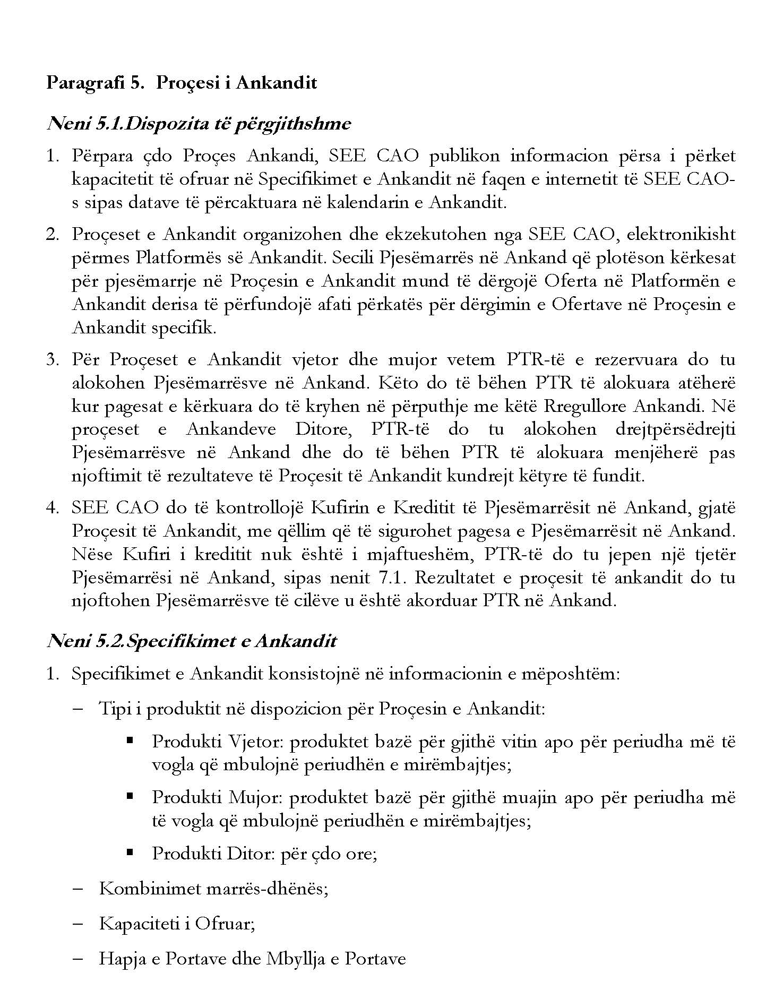 Paragrafi 5. Proçesi i Ankandit
Neni 5.1.Dispozita të përgjithshme
1. Përpara çdo Proçes Ankandi, SEE CAO publikon informacion përsa i përket
kapacitetit të ofruar në Specifikimet e Ankandit në faqen e internetit të SEE CAO-
s sipas datave të përcaktuara në kalendarin e Ankandit.
2. Proçeset e Ankandit organizohen dhe ekzekutohen nga SEE CAO, elektronikisht
përmes Platformës së Ankandit. Secili Pjesëmarrës në Ankand që plotëson kërkesat
për pjesëmarrje në Proçesin e Ankandit mund të dërgojë Oferta në Platformën e
Ankandit derisa të përfundojë afati përkatës për dërgimin e Ofertave në Proçesin e
Ankandit specifik.
3. Për Proçeset e Ankandit vjetor dhe mujor vetem PTR-të e rezervuara do tu
alokohen Pjesëmarrësve në Ankand. Këto do të bëhen PTR të alokuara atëherë
kur pagesat e kërkuara do të kryhen në përputhje me këtë Rregullore Ankandi. Në
proçeset e Ankandeve Ditore, PTR-të do tu alokohen drejtpërsëdrejti
Pjesëmarrësve në Ankand dhe do të bëhen PTR të alokuara menjëherë pas
njoftimit të rezultateve të Proçesit të Ankandit kundrejt këtyre të fundit.
4. SEE CAO do të kontrollojë Kufirin e Kreditit të Pjesëmarrësit në Ankand, gjatë
Proçesit të Ankandit, me qëllim që të sigurohet pagesa e Pjesëmarrësit në Ankand.
Nëse Kufiri i kreditit nuk është i mjaftueshëm, PTR-të do tu jepen një tjetër
Pjesëmarrësi në Ankand, sipas nenit 7.1. Rezultatet e proçesit të ankandit do tu
njoftohen Pjesëmarrësve të cilëve u është akorduar PTR në Ankand.
Neni 5.2.Specifikimet e Ankandit
1. Specifikimet e Ankandit konsistojnë në informacionin e mëposhtëm:
– Tipi i produktit në dispozicion për Proçesin e Ankandit:
▪ Produkti Vjetor: produktet bazë për gjithë vitin apo për periudha më të
vogla që mbulojnë periudhën e mirëmbajtjes;
▪ Produkti Mujor: produktet bazë për gjithë muajin apo për periudha më
të vogla që mbulojnë periudhën e mirëmbajtjes;
▪ Produkti Ditor: për çdo ore;
– Kombinimet marrës-dhënës;
– Kapaciteti i Ofruar;
– Hapja e Portave dhe Mbyllja e Portave